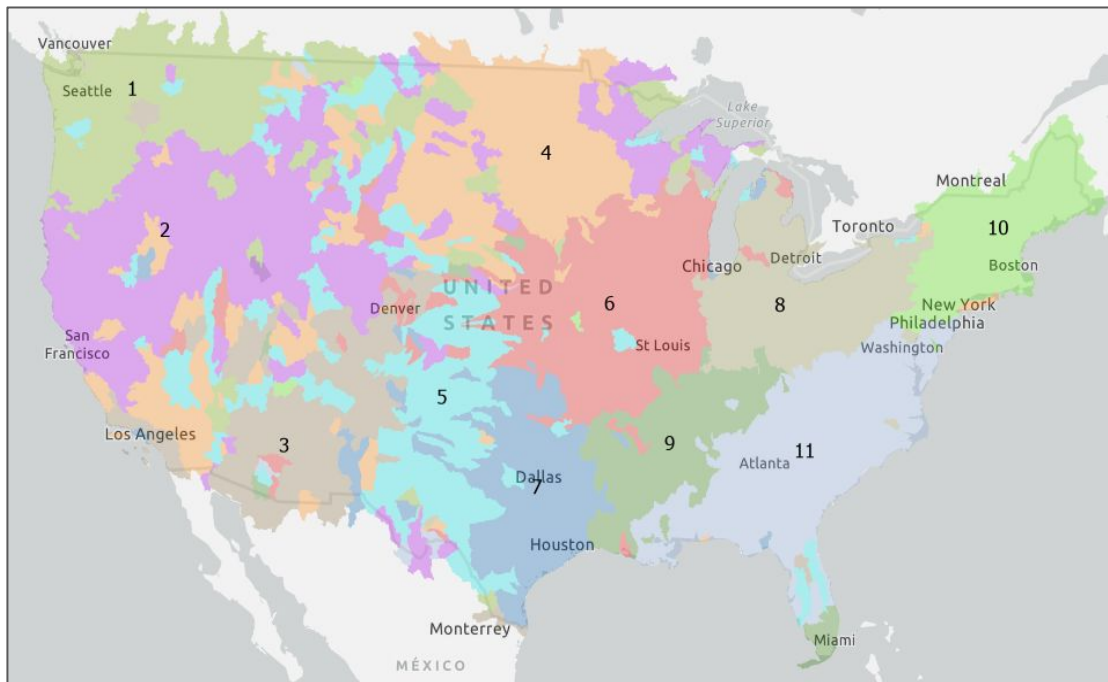 Vancouver
Seattle
1
Lake
Superior
4
Montreal
2
Toronto
10
Chicago
Detroit
Boston
UNITED
STATES
Denver
6
8
New York
Philadelphia
San
Francisco
St Louis
Washington
5
Los Angeles
3
9
Atlanta
11
Dallas
7
Houston
Monterrey
Miami
MÉXICO